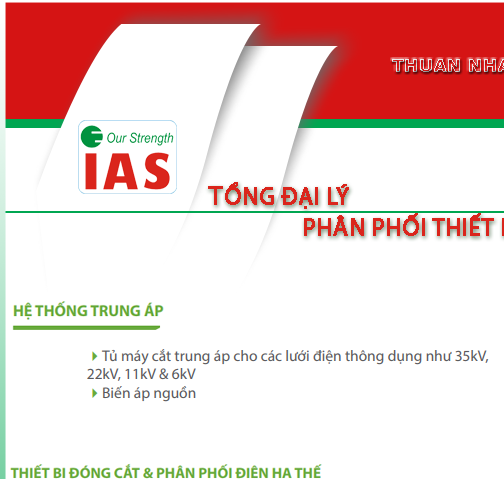 THUAN NHA
Our Strength
IAS
TỔNG ĐẠI LÝ
PHÂN PHỐI THIẾT
HỆ THỐNG TRUNG ÁP
Tủ máy cắt trung áp cho các lưới điện thông dụng như 35kV,
22kV, 11kV & 6kV
Biến áp nguồn
THIẾT BỊ ĐÓNG CẮT & PHÂN PHỐI ĐIỆN HẠ THẾ